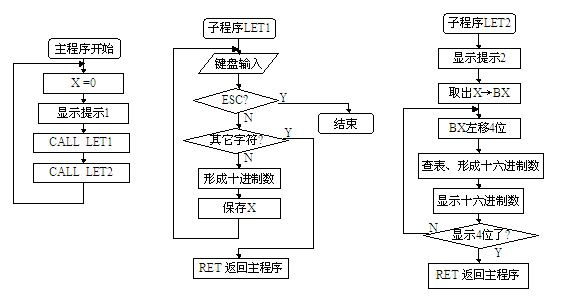 主程序开始
X =0
显示提示1
CALL LET1
CALL LET2
子程序LET1
键盘输入
ESC?
Y
N
结束
其它字符?
Y
N
形成十进制数
保存X
RET 返回主程序
子程序LET2
显示提示2
取出X→BX
BX左移4位
查表、形成十六进制数
显示十六进制数
N
显示4位了?
Y
RET 返回主程序